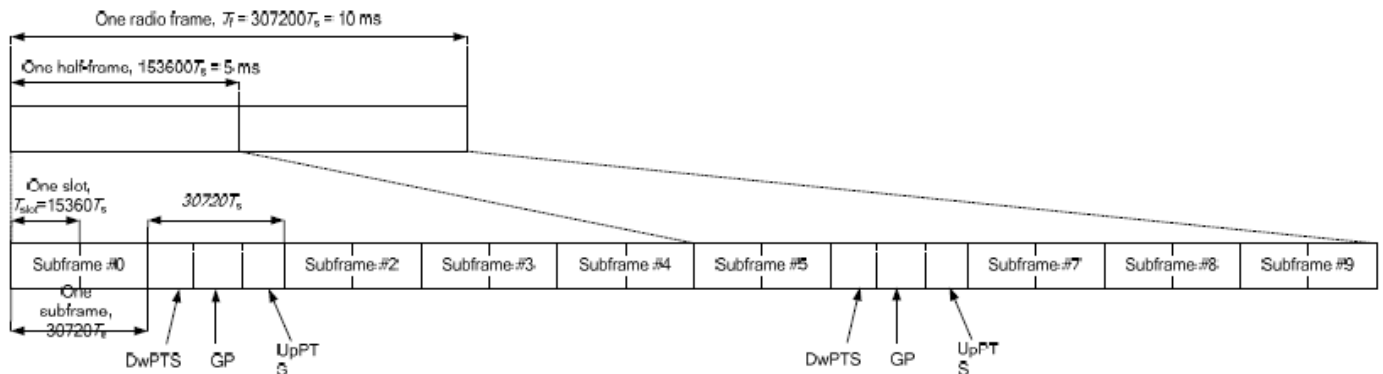 One radio frame, Tf = 307200Ts = 10 ms
One half-frame, 153600Ts = 5 ms
One slot,
Tslot=15360Ts
30720Ts
Subframe #0
Subframe #2
Subframe #3
Subframe #4
Subframe #5
Subframe #7
Subframe #8
Subframe #9
One
subframe,
30720Ts
DwPTS
GP
UpPT
S
DwPTS
GP
UpPT
S